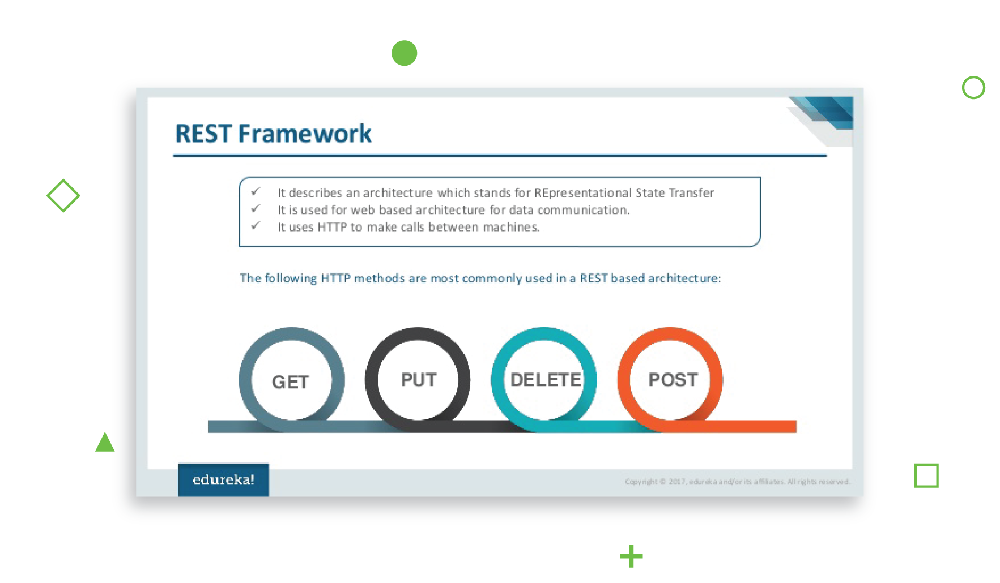 REST Framework
✓ It describes an architecture which stands for REpresentational State Transfer
✓ It is used for web based architecture for data communication.
✓ It uses HTTP to make calls between machines.
The following HTTP methods are most commonly used in a REST based architecture:
GET PUT DELETE POST
edureka!
Copyright © 2017, edureka and/or its affiliates. All rights reserved.